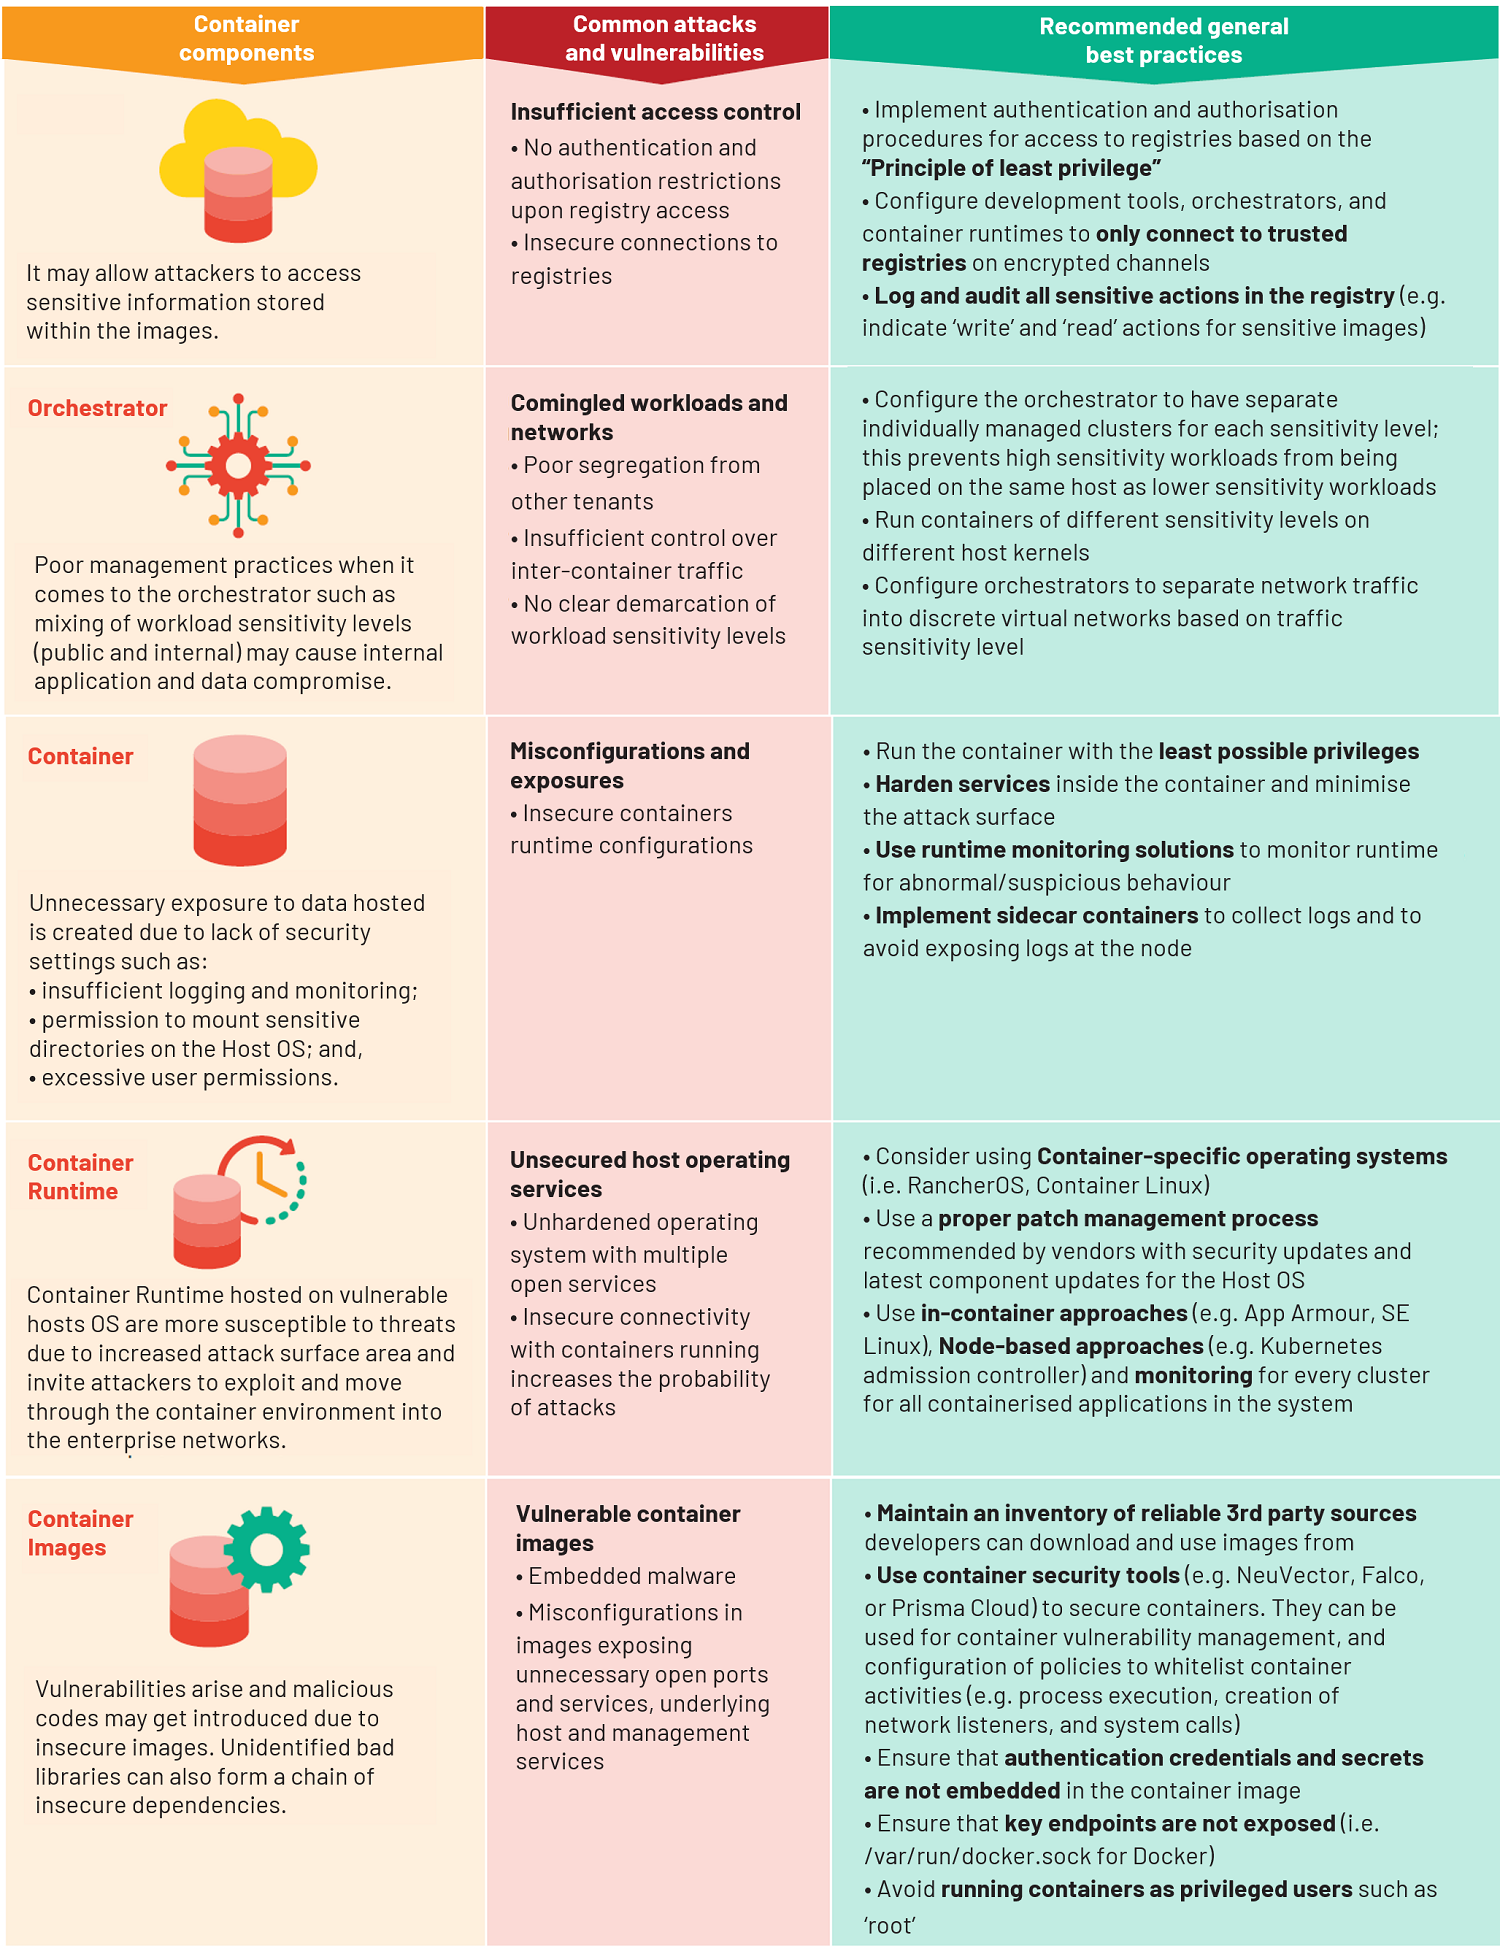 Container
components
Common attacks
and vulnerabilities
Recommended general
best practices
It may allow attackers to access
sensitive information stored
within the images.
Insufficient access control
• No authentication and
authorisation restrictions
upon registry access
• Insecure connections to
registries
• Implement authentication and authorisation
procedures for access to registries based on the
“Principle of least privilege”
• Configure development tools, orchestrators, and
container runtimes to only connect to trusted
registries on encrypted channels
• Log and audit all sensitive actions in the registry (e.g.
indicate ‘write’ and ‘read’ actions for sensitive images)
Orchestrator
Poor management practices when it
comes to the orchestrator such as
mixing of workload sensitivity levels
(public and internal) may cause internal
application and data compromise.
Comingled workloads and
networks
• Poor segregation from
other tenants
• Insufficient control over
inter-container traffic
• No clear demarcation of
workload sensitivity levels
• Configure the orchestrator to have separate
individually managed clusters for each sensitivity level;
this prevents high sensitivity workloads from being
placed on the same host as lower sensitivity workloads
• Run containers of different sensitivity levels on
different host kernels
• Configure orchestrators to separate network traffic
into discrete virtual networks based on traffic
sensitivity level
Container
Unnecessary exposure to data hosted
is created due to lack of security
settings such as:
• insufficient logging and monitoring;
• permission to mount sensitive
directories on the Host OS; and,
• excessive user permissions.
Misconfigurations and
exposures
• Insecure containers
runtime configurations
• Run the container with the least possible privileges
• Harden services inside the container and minimise
the attack surface
• Use runtime monitoring solutions to monitor runtime
for abnormal/suspicious behaviour
• Implement sidecar containers to collect logs and to
avoid exposing logs at the node
Container
Runtime
Container Runtime hosted on vulnerable
hosts OS are more susceptible to threats
due to increased attack surface area and
invite attackers to exploit and move
through the container environment into
the enterprise networks.
Unsecured host operating
services
• Unhardened operating
system with multiple
open services
• Insecure connectivity
with containers running
increases the probability
of attacks
• Consider using Container-specific operating systems
(i.e. RancherOS, Container Linux)
• Use a proper patch management process
recommended by vendors with security updates and
latest component updates for the Host OS
• Use in-container approaches (e.g. App Armour, SE
Linux), Node-based approaches (e.g. Kubernetes
admission controller) and monitoring for every cluster
for all containerised applications in the system
Container
Images
Vulnerabilities arise and malicious
codes may get introduced due to
insecure images. Unidentified bad
libraries can also form a chain of
insecure dependencies.
Vulnerable container
images
• Embedded malware
• Misconfigurations in
images exposing
unnecessary open ports
and services, underlying
host and management
services
• Maintain an inventory of reliable 3rd party sources
developers can download and use images from
• Use container security tools (e.g. NeuVector, Falco,
or Prisma Cloud) to secure containers. They can be
used for container vulnerability management, and
configuration of policies to whitelist container
activities (e.g. process execution, creation of
network listeners, and system calls)
• Ensure that authentication credentials and secrets
are not embedded in the container image
• Ensure that key endpoints are not exposed (i.e.
/var/run/docker.sock for Docker)
• Avoid running containers as privileged users such as
‘root’